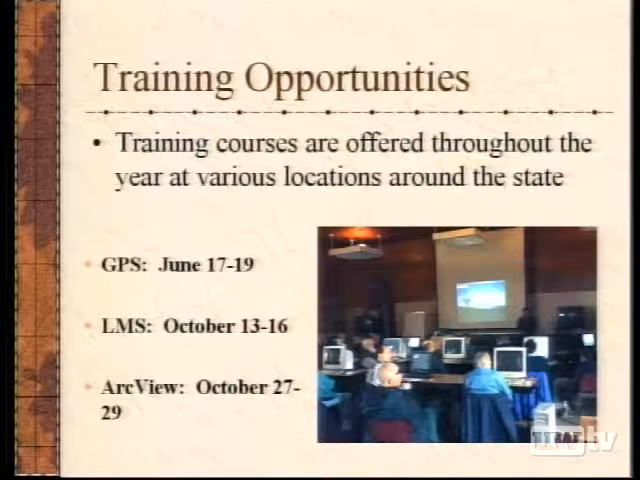 Training Opportunities
• Training courses are offered throughout the
year at various locations around the state
GPS: June 17-19
LMS: October 13-16
ArcView: October 27-
29
tv